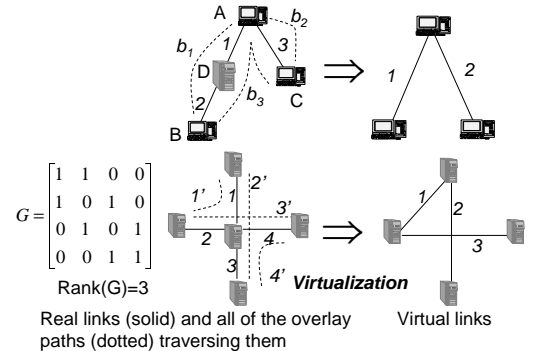 A
b1
b2
1
3
D
C
2
b3
B
1
2
G = [1 1 0 0
1 0 1 0
0 1 0 1
0 0 1 1]
Rank(G)=3
1'
1
2'
3'
2
4
3
4'
Virtualization
1
2
3
Real links (solid) and all of the overlay
paths (dotted) traversing them
Virtual links